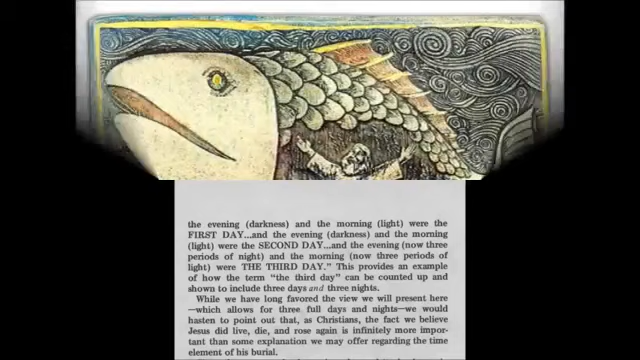 the evening (darkness) and the morning (light) were the
FIRST DAY...and the evening (darkness) and the morning
(light) were the SECOND DAY...and the evening (now three
periods of night) and the morning (now three periods of
light) were THE THIRD DAY." This provides an example
of how the term "the third day" can be counted up and
shown to include three days and three nights.
While we have long favored the view we will present here
—which allows for three full days and nights—we would
hasten to point out that, as Christians, the fact we believe
Jesus did live, die, and rose again is infinitely more impor-
tant than some explanation we may offer regarding the time
element of his burial.